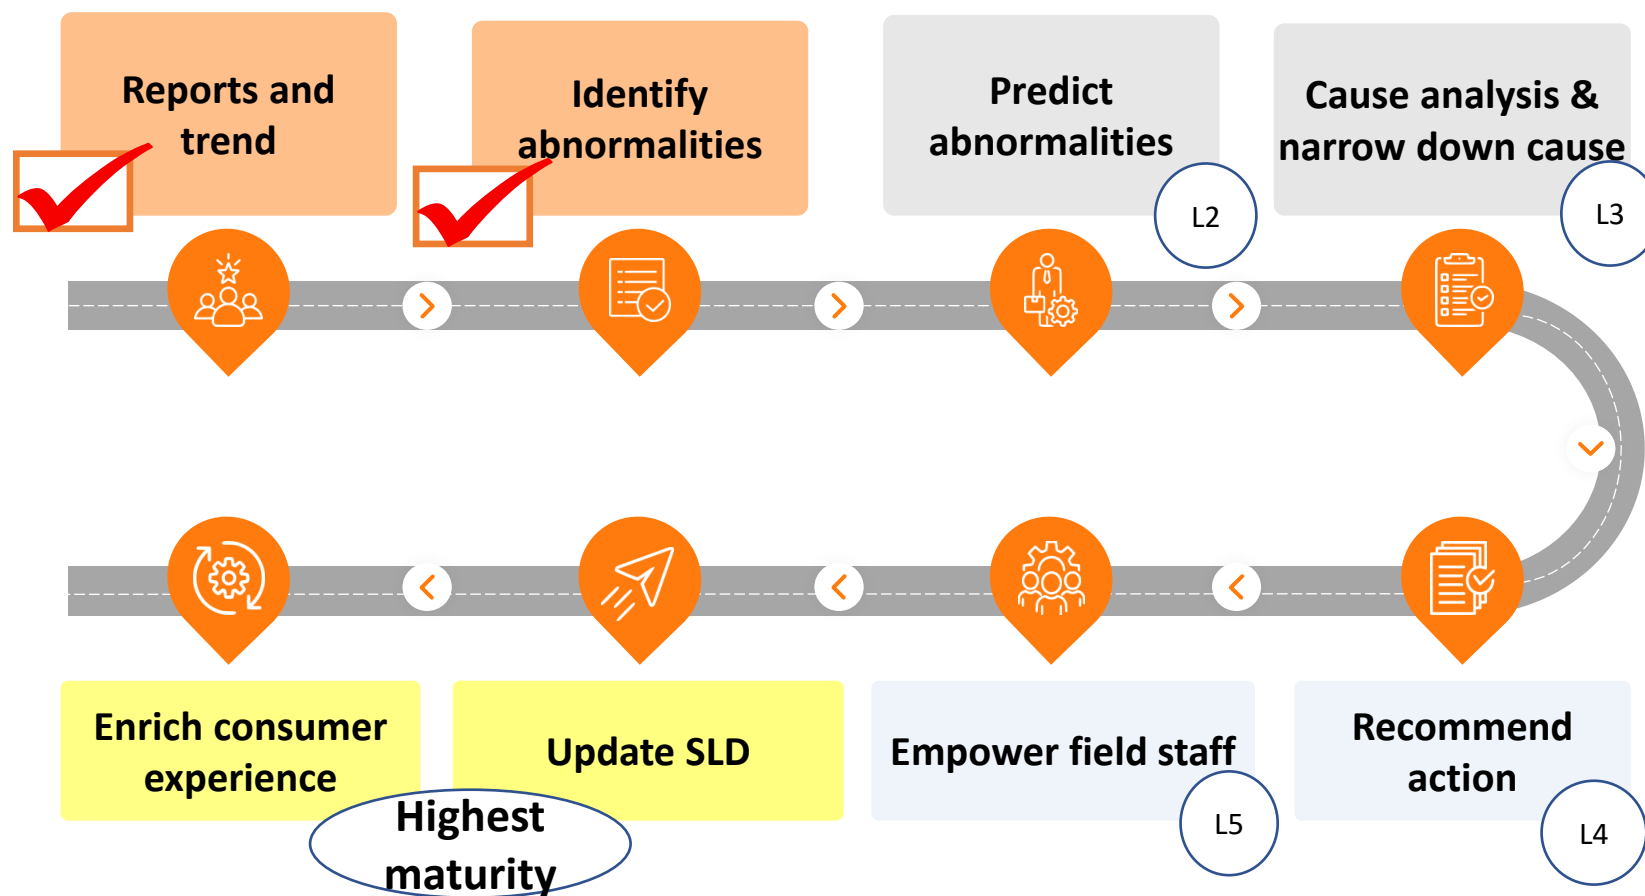 Reports and
trend
Identify
abnormalities
Predict
abnormalities
L2
Cause analysis &
narrow down cause
L3
Enrich consumer
experience
Update SLD
Highest
maturity
Empower field staff
L5
Recommend
action
L4